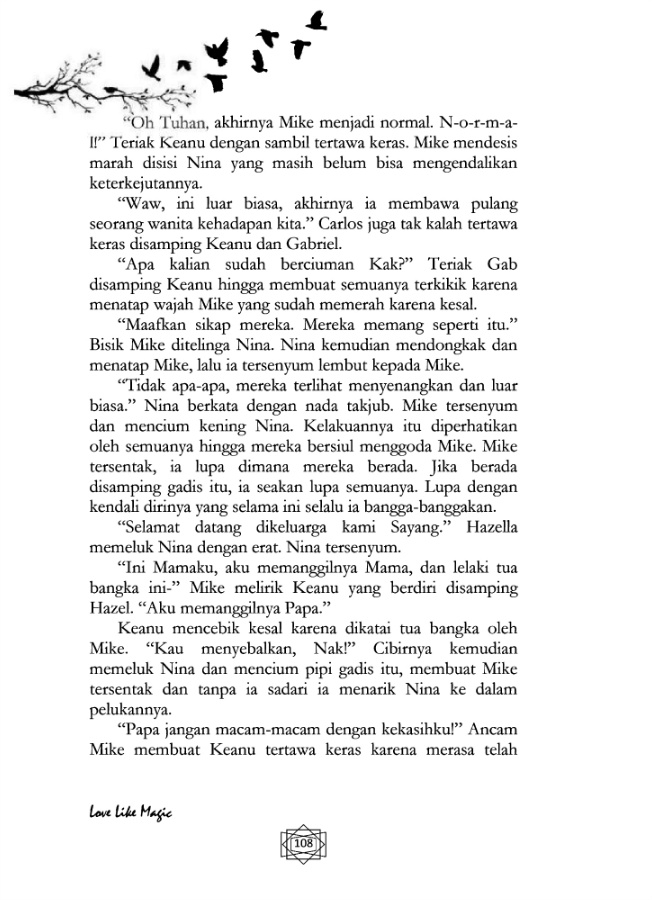 “Oh Tuhan, akhirnya Mike menjadi normal. N-o-r-m-a-
l!” Teriak Keanu dengan sambil tertawa keras. Mike mendesis
marah disisi Nina yang masih belum bisa mengendalikan
keterkejutannya.
“Waw, ini luar biasa, akhirnya ia membawa pulang
seorang wanita kehadapan kita.” Carlos juga tak kalah tertawa
keras disamping Keanu dan Gabriel.
“Apa kalian sudah berciuman Kak?” Teriak Gab
disamping Keanu hingga membuat semuanya terkikik karena
menatap wajah Mike yang sudah memerah karena kesal.
“Maafkan sikap mereka. Mereka memang seperti itu.”
Bisik Mike ditelinga Nina. Nina kemudian mendongkak dan
menatap Mike, lalu ia tersenyum lembut kepada Mike.
“Tidak apa-apa, mereka terlihat menyenangkan dan luar
biasa.” Nina berkata dengan nada takjub. Mike tersenyum
dan mencium kening Nina. Kelakuannya itu diperhatikan
oleh semuanya hingga mereka bersiul menggoda Mike. Mike
tersentak, ia lupa dimana mereka berada. Jika berada
disamping gadis itu, ia seakan lupa semuanya. Lupa dengan
kendali dirinya yang selama ini selalu ia bangga-banggakan.
“Selamat datang dikeluarga kami Sayang.” Hazella
memeluk Nina dengan erat. Nina tersenyum.
“Ini Mamaku, aku memanggilnya Mama, dan lelaki tua
bangka ini-” Mike melirik Keanu yang berdiri disamping
Hazel. “Aku memanggilnya Papa.”
Keanu mencebik kesal karena dikatai tua bangka oleh
Mike. “Kau menyebalkan, Nak!” Cibirnya kemudian
memeluk Nina dan mencium pipi gadis itu, membuat Mike
tersentak dan tanpa ia sadari ia menarik Nina ke dalam
pelukannya.
“Papa jangan macam-macam dengan kekasihku!” Ancam
Mike membuat Keanu tertawa keras karena merasa telah
Love Like Magic
108